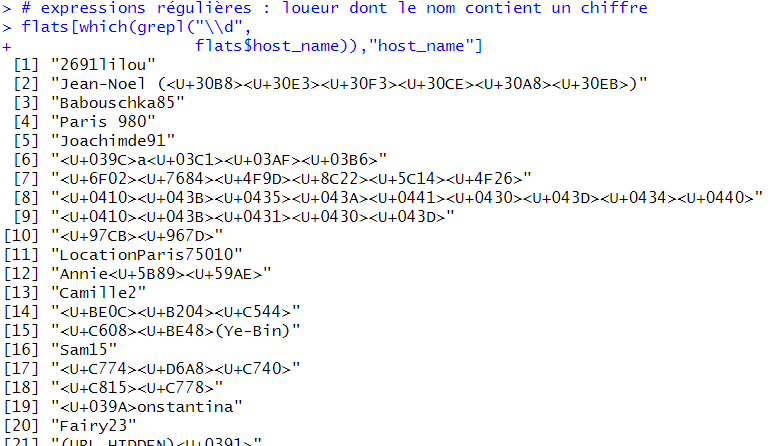 > # expressions régulières : loueur dont le nom contient un chiffre
> flats[which(grepl("\\d",
+ flats$host_name)),"host_name"]
[1] "2691lilou"
[2] "Jean-Noel (<U+30B8><U+30E3><U+30F3><U+30CE><U+30A8><U+30EB>)"
[3] "Babouschka85"
[4] "Paris 980"
[5] "Joachimde91"
[6] "<U+039C>a<U+03C1><U+03AF><U+03B6>"
[7] "<U+6F02><U+7684><U+4F9D><U+8C22><U+5C14><U+4F26>"
[8] "<U+0410><U+043B><U+0435><U+043A><U+0441><U+0430><U+043D><U+0434><U+0440>"
[9] "<U+0410><U+043B><U+0431><U+0430><U+043D>"
[10] "<U+97CB><U+967D>"
[11] "LocationParis75010"
[12] "Annie<U+5B89><U+59AE>"
[13] "Camille2"
[14] "<U+BE0C><U+B204><U+C544>"
[15] "<U+C608><U+BE48>(Ye-Bin)"
[16] "Sam15"
[17] "<U+C774><U+D6A8><U+C740>"
[18] "<U+C815><U+C778>"
[19] "<U+039A>onstantina"
[20] "Fairy23"
[21] "(URL HIDDEN)<U+0391>"